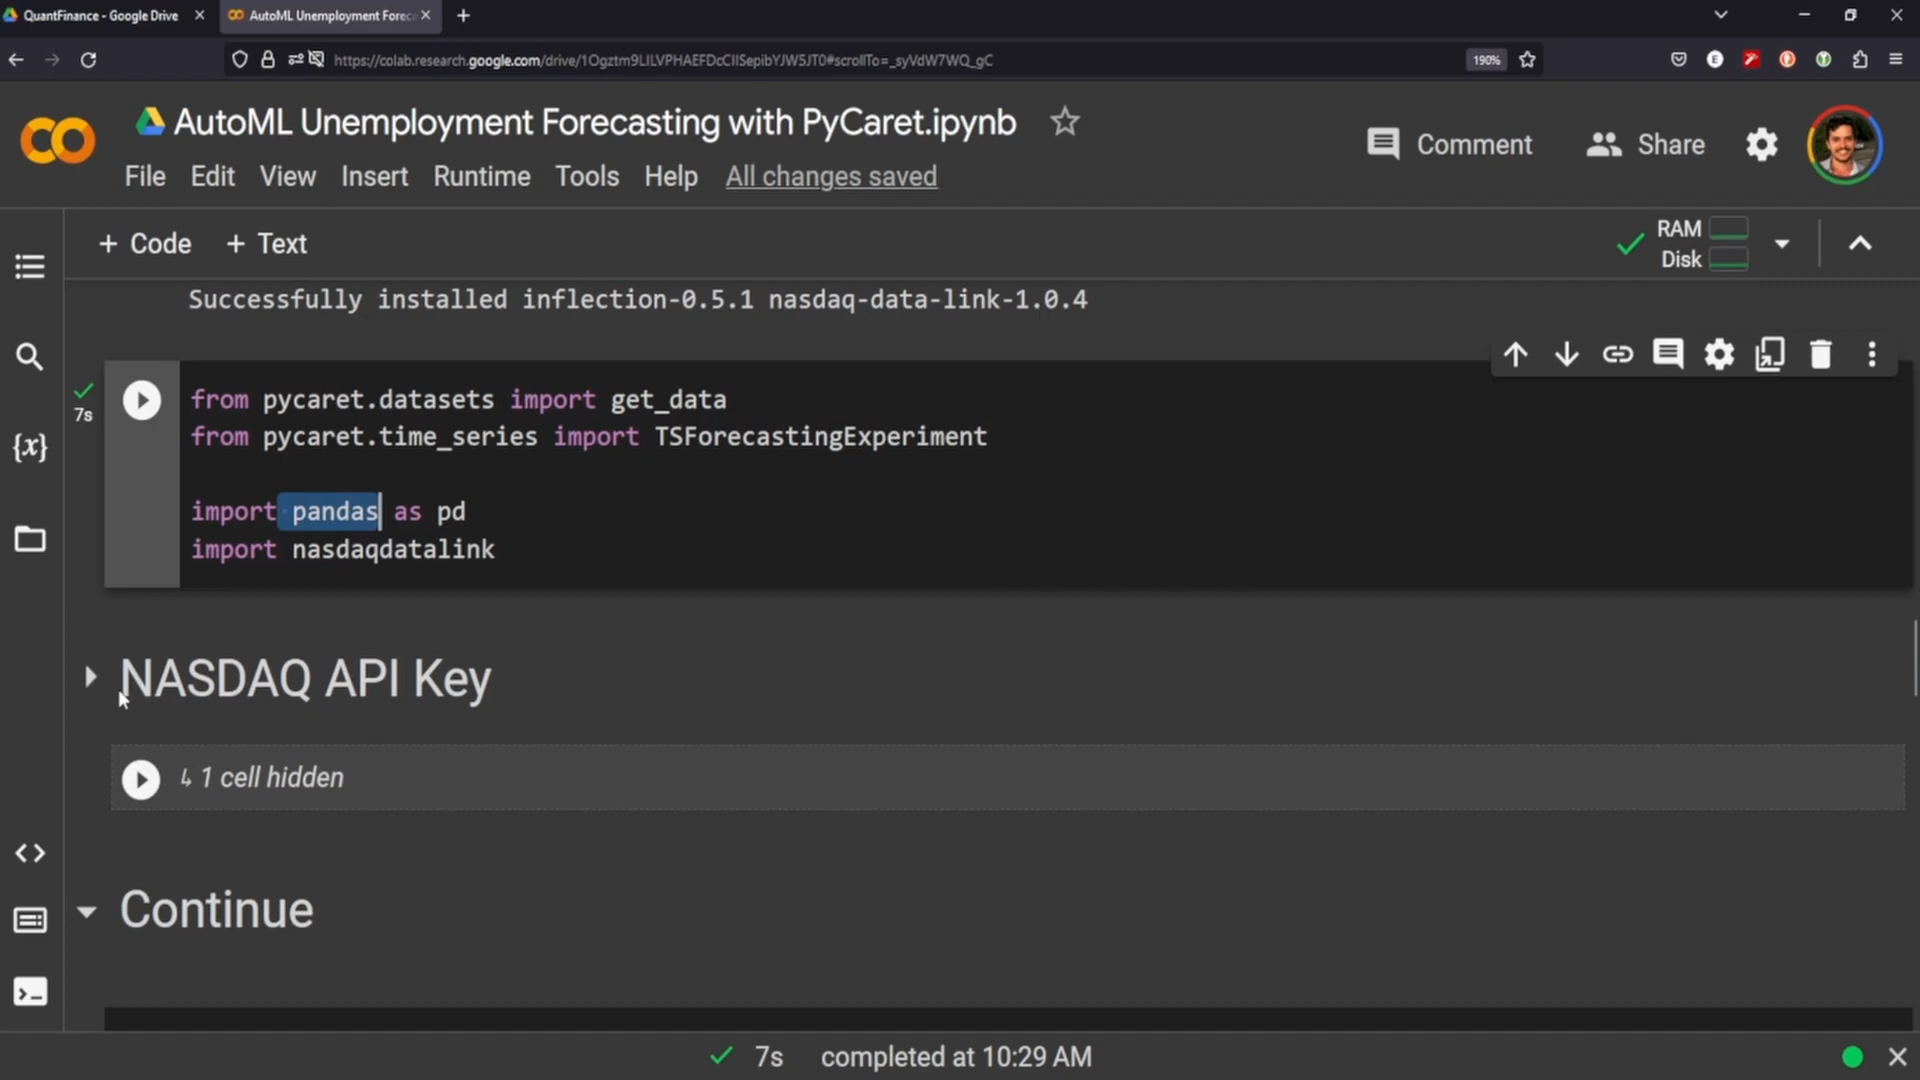 QuantFinance - Google Drive
AutoML Unemployment Forec
https://colab.research.google.com/drive/1Ogztm9LILVPHAEFDcCIISepibYJW5JT0#scrollTo=_syVdW7WQ_gC
190%
AutoML Unemployment Forecasting with PyCaret.ipynb
Comment
Share
File Edit View Insert Runtime Tools Help All changes saved
+ Code + Text
RAM
Disk
Successfully installed inflection-0.5.1 nasdaq-data-link-1.0.4
7s
from pycaret.datasets import get_data
from pycaret.time_series import TSForecastingExperiment
import pandas as pd
import nasdaqdatalink
NASDAQ API Key
↳ 1 cell hidden
Continue
7s completed at 10:29 AM